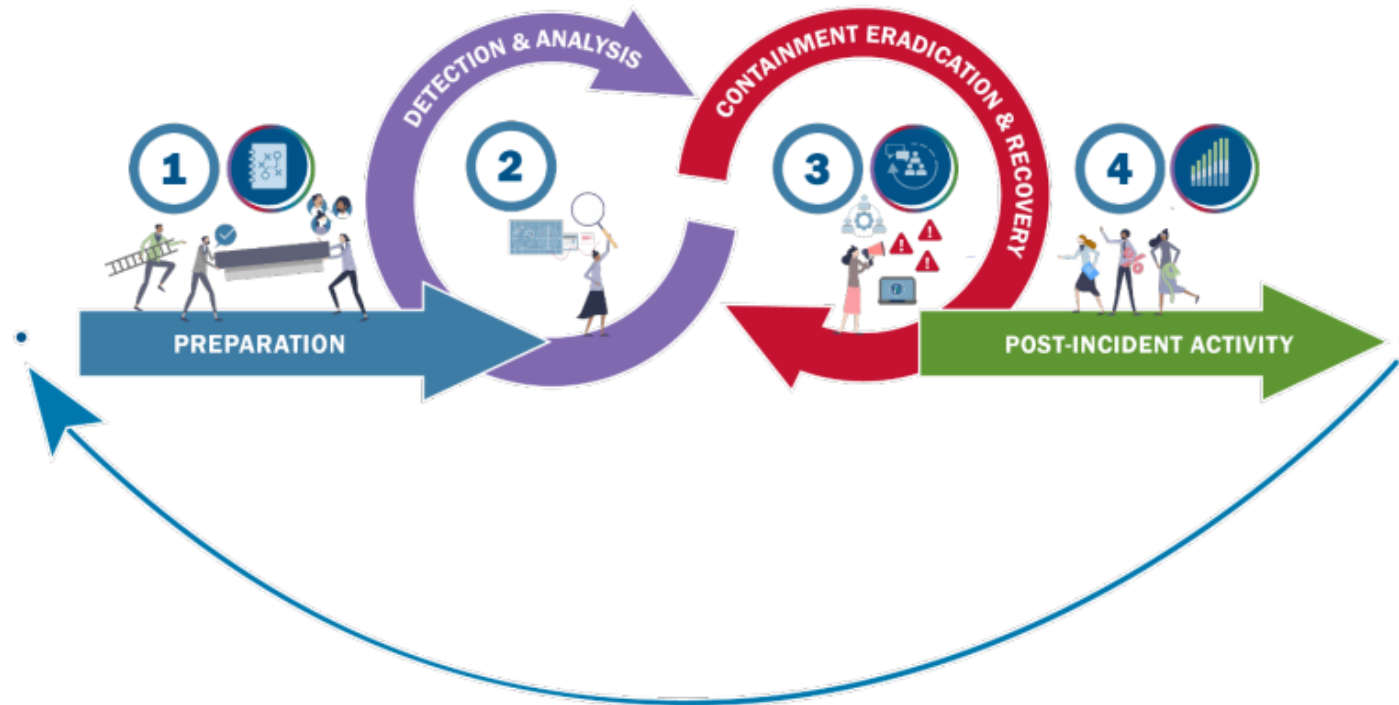 DETECTION & ANALYSIS
CONTAINMENT ERADICATION & RECOVERY
1
2
3
4
PREPARATION
POST-INCIDENT ACTIVITY